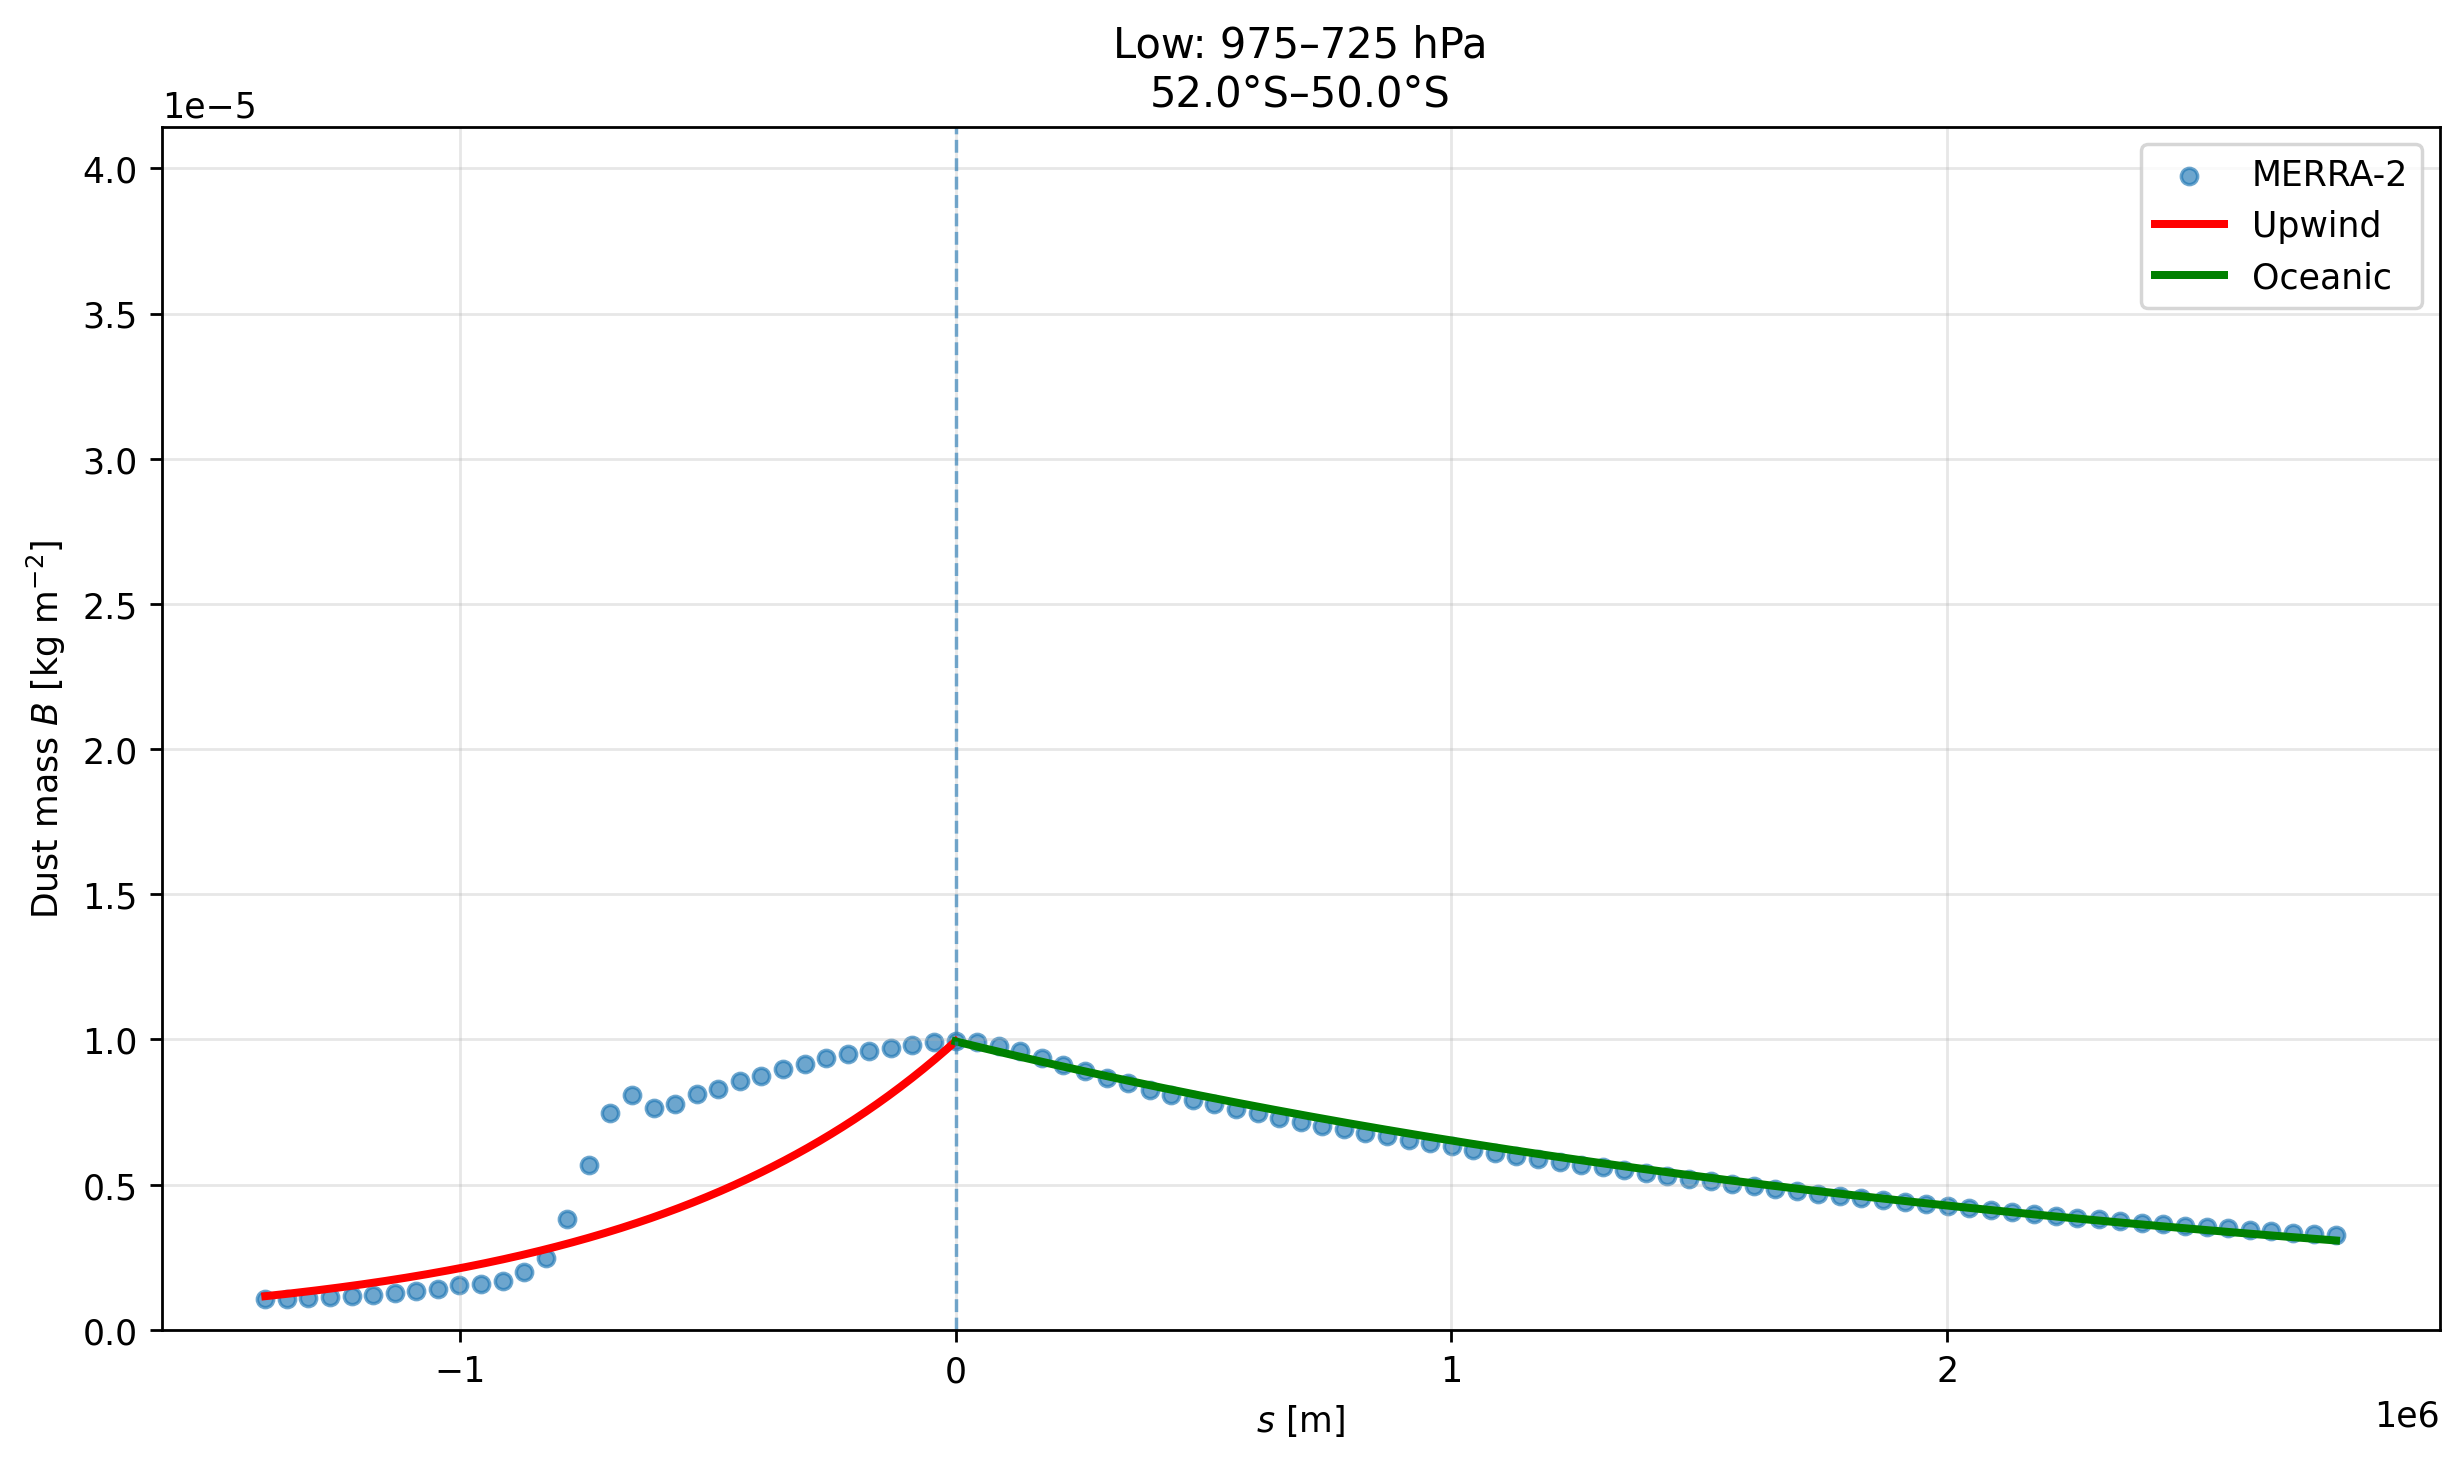 Low: 975–725 hPa
52.0°S–50.0°S
1e−5
4.0
3.5
3.0
2.5
2.0
1.5
1.0
0.5
0.0
Dust mass B [kg m⁻²]
MERRA-2
Upwind
Oceanic
−1
0
1
2
1e6
s [m]